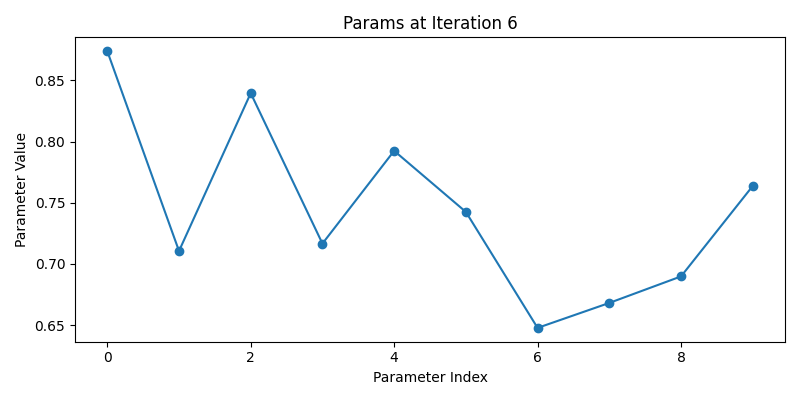 Params at Iteration 6
Parameter Value
0.85
0.80
0.75
0.70
0.65
0 2 4 6 8
Parameter Index